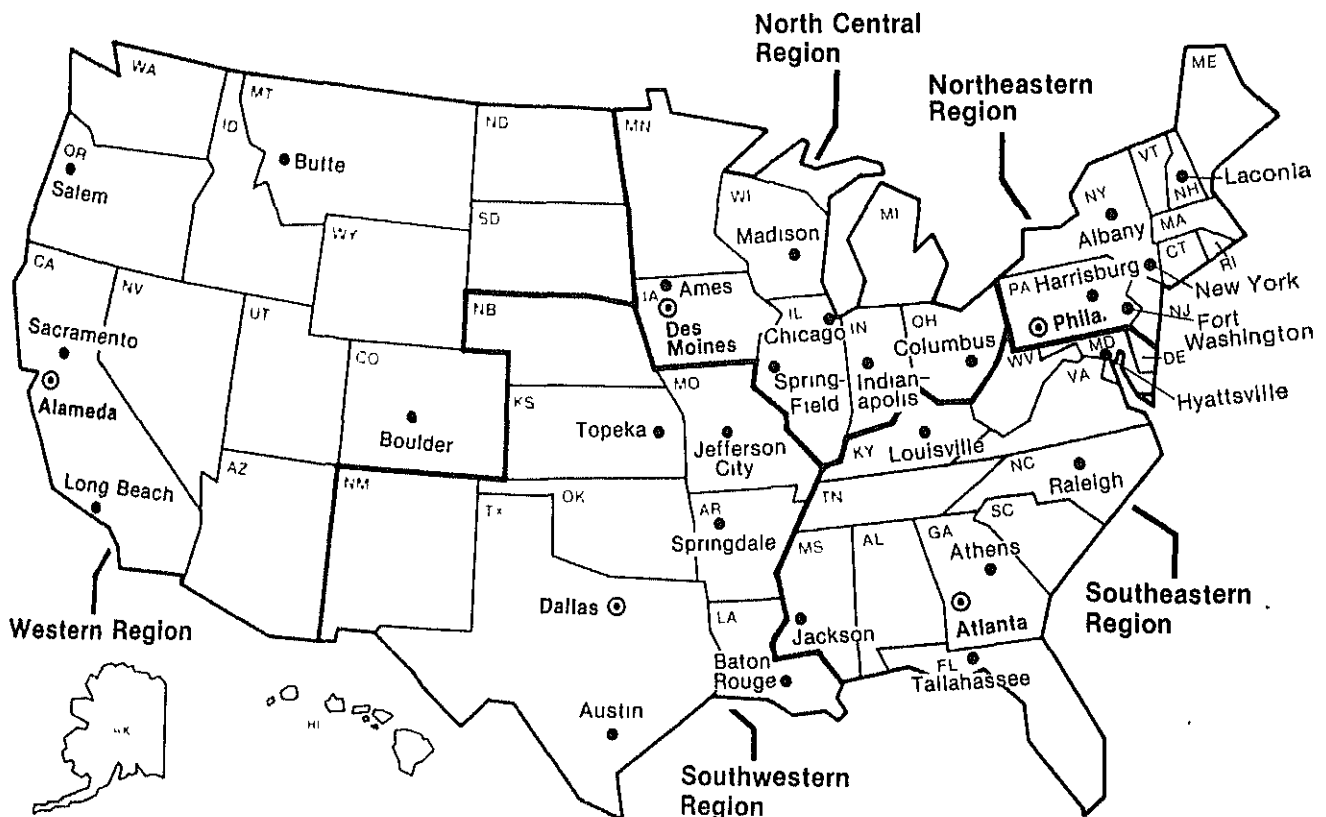 North Central
Region
Northeastern
Region
WA
MT
ID
ND
MN
ME
VT
OR
Salem
Butte
NH
Laconia
SD
WI
MI
NY
Albany
MA
WY
Madison
CT
RI
CA
NV
UT
NB
IA
Ames
Des
Moines
IL
Chicago
IN
OH
Columbus
PA
Harrisburg
Phila.
NJ
New York
Fort
Washington
Sacramento
Alameda
CO
Boulder
KS
Topeka
MO
Jefferson
City
Spring-
Field
Indian-
apolis
WV
MD
DE
VA
Hyattsville
KY
Louisville
Long Beach
AZ
NM
Tx
OK
AR
Springdale
TN
NC
Raleigh
SC
MS
AL
GA
Athens
Atlanta
Western Region
Dallas
LA
Jackson
Southeastern
Region
Baton
Rouge
FL
Tallahassee
HI
Austin
Southwestern
Region